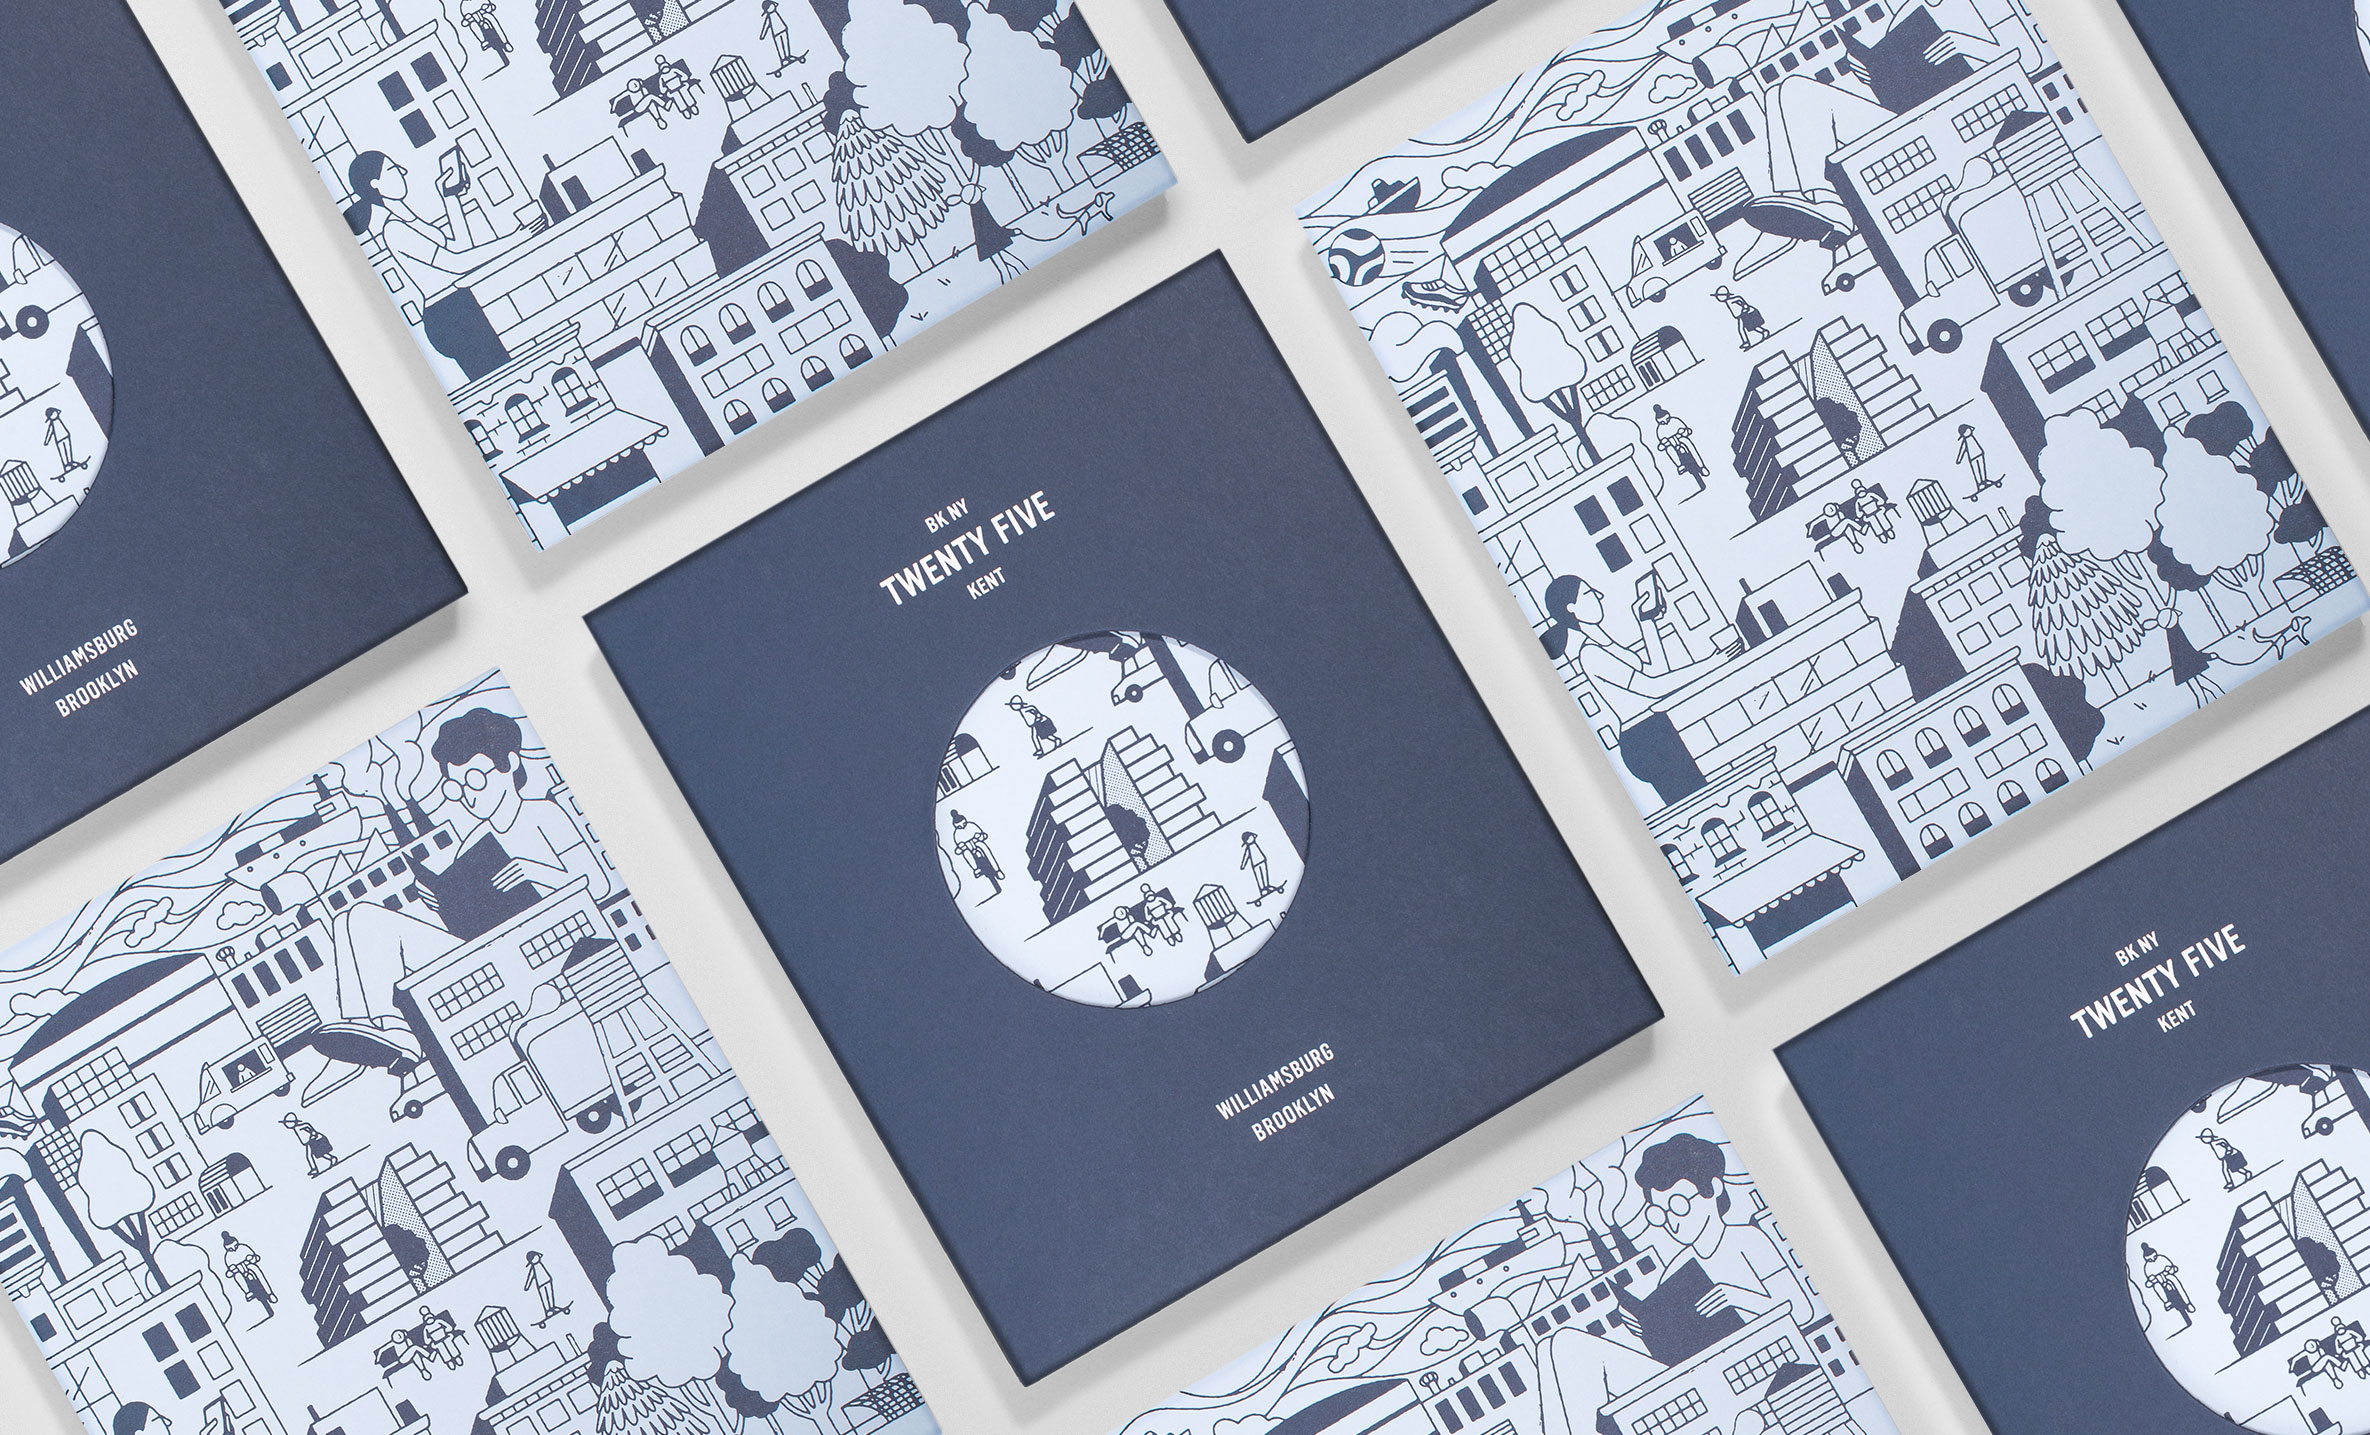 WILLIAMSBURG
BROOKLYN
BK NY
TWENTY FIVE
KENT
WILLIAMSBURG
BROOKLYN
BK NY
TWENTY FIVE
KENT